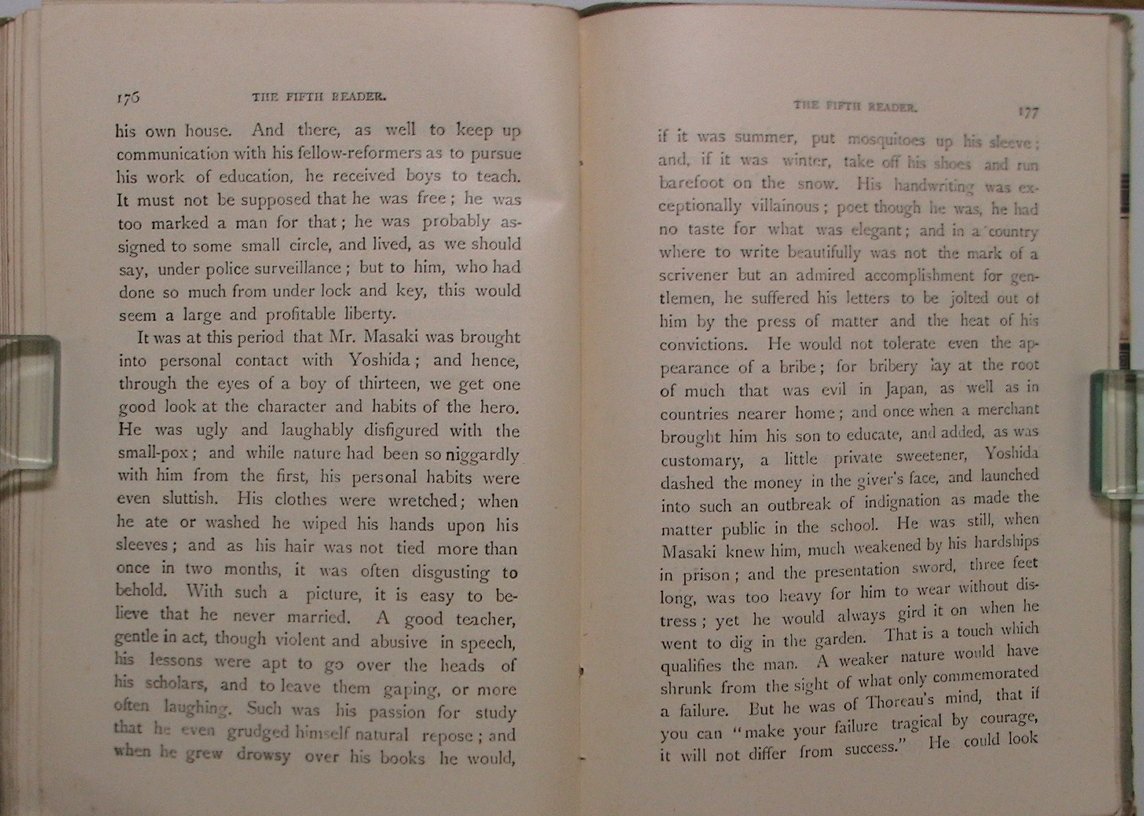 176
THE FIFTH READER.
his own house. And there, as well to keep up
communication with his fellow-reformers as to pursue
his work of education, he received boys to teach.
It must not be supposed that he was free; he was
too marked a man for that; he was probably as-
signed to some small circle, and lived, as we should
say, under police surveillance; but to him, who had
done so much from under lock and key, this would
seem a large and profitable liberty.
It was at this period that Mr. Masaki was brought
into personal contact with Yoshida; and hence,
through the eyes of a boy of thirteen, we get one
good look at the character and habits of the hero.
He was ugly and laughably disfigured with the
small-pox; and while nature had been so niggardly
with him from the first, his personal habits were
even sluttish. His clothes were wretched; when
he ate or washed he wiped his hands upon his
sleeves; and as his hair was not tied more than
once in two months, it was often disgusting to
behold. With such a picture, it is easy to be-
lieve that he never married. A good teacher,
gentle in act, though violent and abusive in speech,
his lessons were apt to go over the heads of
his scholars, and to leave them gaping, or more
often laughing. Such was his passion for study
that he even grudged himself natural repose; and
when he grew drowsy over his books he would,
THE FIFTH READER.
177
if it was summer, put mosquitoes up his sleeve;
and, if it was winter, take off his shoes and run
barefoot on the snow. His handwriting was ex-
ceptionally villainous; poet though he was, he had
no taste for what was elegant; and in a country
where to write beautifully was not the mark of a
scrivener but an admired accomplishment for gen-
tlemen, he suffered his letters to be jolted out of
him by the press of matter and the heat of his
convictions. He would not tolerate even the ap-
pearance of a bribe; for bribery lay at the root
of much that was evil in Japan, as well as in
countries nearer home; and once when a merchant
brought him his son to educate, and added, as was
customary, a little private sweetener, Yoshida
dashed the money in the giver's face, and launched
into such an outbreak of indignation as made the
matter public in the school. He was still, when
Masaki knew him, much weakened by his hardships
in prison; and the presentation sword, three feet
long, was too heavy for him to wear without dis-
tress; yet he would always gird it on when he
went to dig in the garden. That is a touch which
qualifies the man. A weaker nature would have
shrunk from the sight of what only commemorated
a failure. But he was of Thoreau's mind, that if
you can "make your failure tragical by courage,
it will not differ from success." He could look